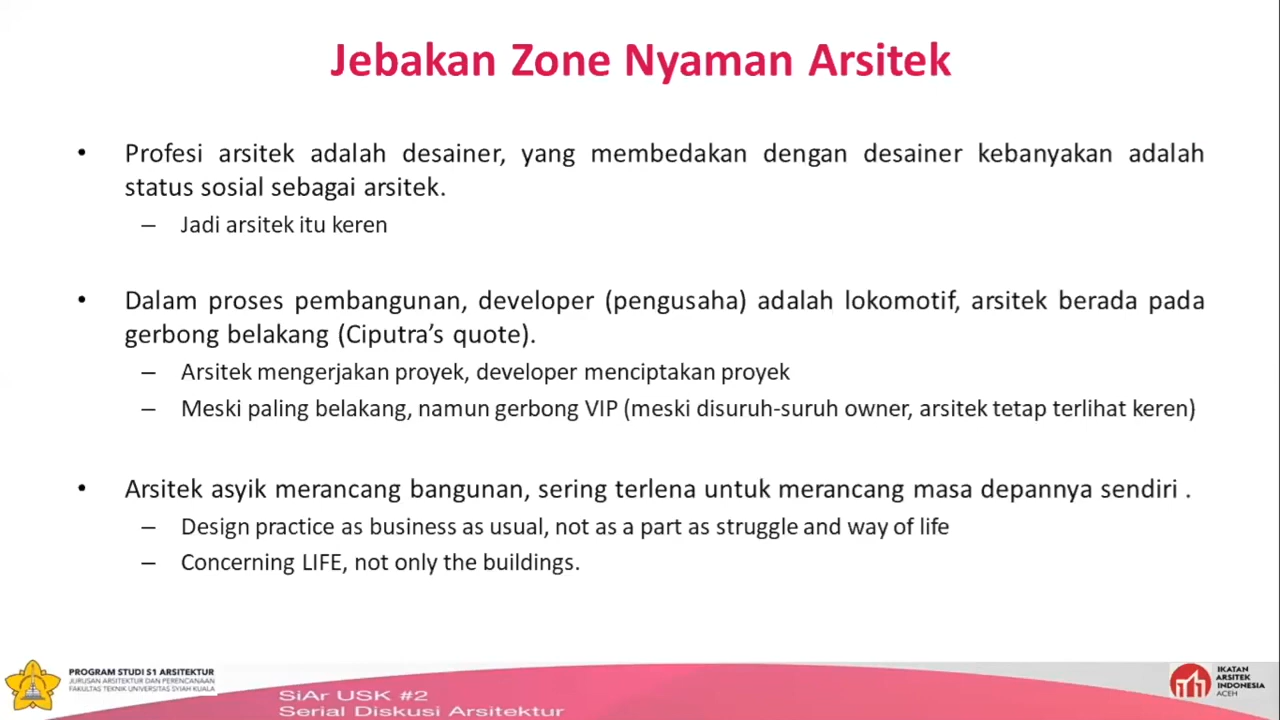 Jebakan Zone Nyaman Arsitek
• Profesi arsitek adalah desainer, yang membedakan dengan desainer kebanyakan adalah
status sosial sebagai arsitek.
– Jadi arsitek itu keren
• Dalam proses pembangunan, developer (pengusaha) adalah lokomotif, arsitek berada pada
gerbong belakang (Ciputra’s quote).
– Arsitek mengerjakan proyek, developer menciptakan proyek
– Meski paling belakang, namun gerbong VIP (meski disuruh-suruh owner, arsitek tetap terlihat keren)
• Arsitek asyik merancang bangunan, sering terlena untuk merancang masa depannya sendiri .
– Design practice as business as usual, not as a part as struggle and way of life
– Concerning LIFE, not only the buildings.
PROGRAM STUDI S1 ARSITEKTUR
JURUSAN ARSITEKTUR DAN PERENCANAAN
FAKULTAS TEKNIK UNIVERSITAS SYIAH KUALA
SiAr USK #2
Serial Diskusi Arsitektur
IKATAN
ARSITEK
INDONESIA
ACEH